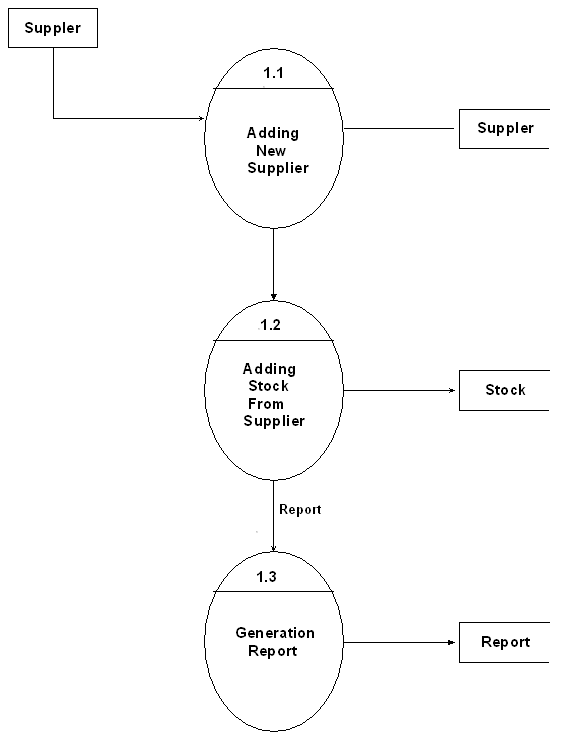 Suppler
1.1
Adding
New
Supplier
Suppler
1.2
Adding
Stock
From
Supplier
Stock
Report
1.3
Generation
Report
Report